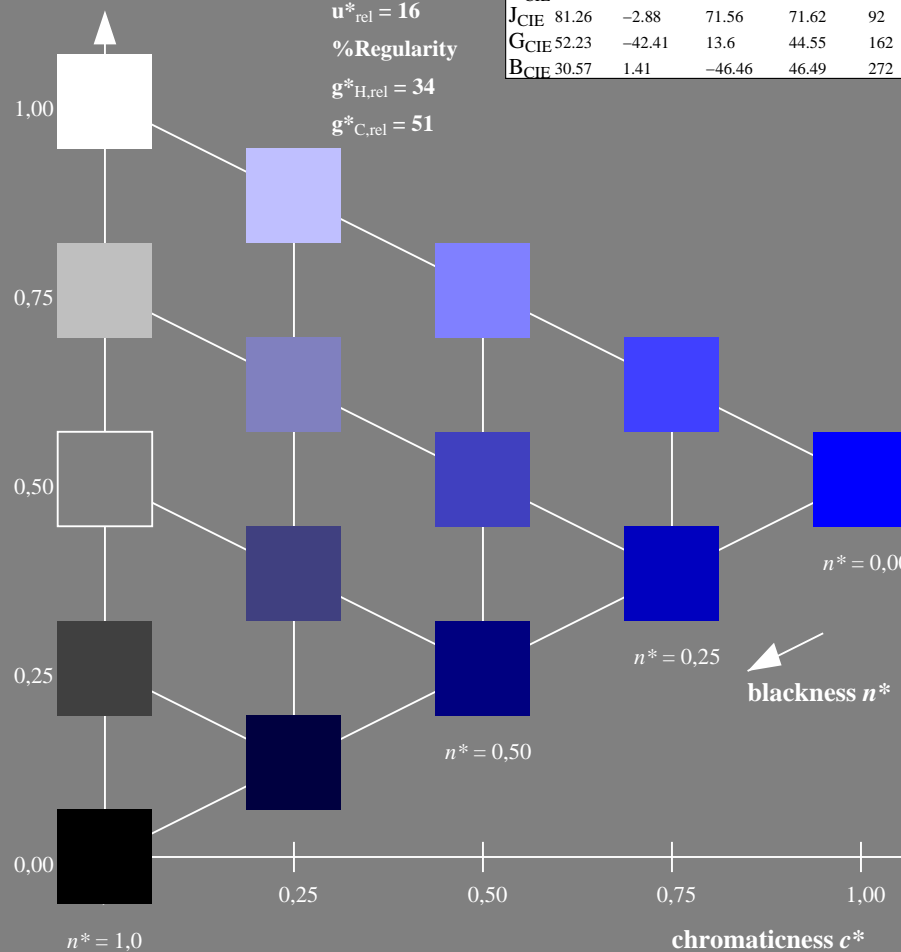 u*rel = 16
%Regularity
g*H,rel = 34
g*C,rel = 51
JCIE 81.26 −2.88 71.56 71.62 92
GCIE 52.23 −42.41 13.6 44.55 162
BCIE 30.57 1.41 −46.46 46.49 272
1,00
0,75
0,50
0,25
0,00
n* = 0,00
n* = 0,25
blackness n*
n* = 0,50
0,25 0,50 0,75 1,00
n* = 1,0
chromaticness c*